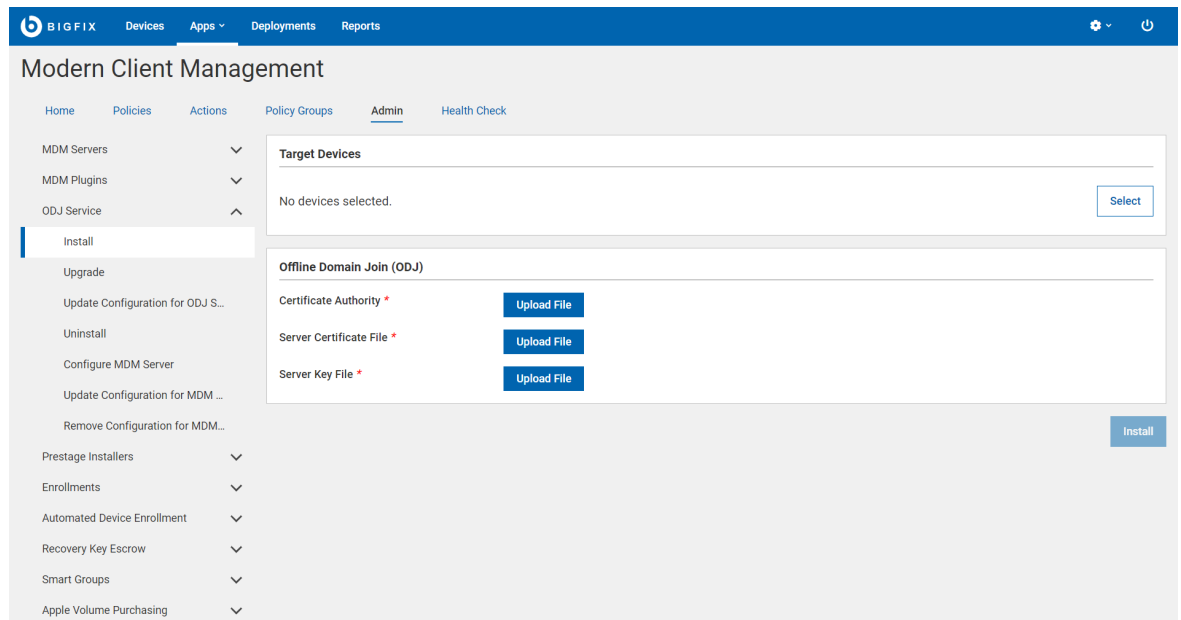 BIGFIX Devices Apps Deployments Reports
Modern Client Management
Home Policies Actions Policy Groups Admin Health Check
MDM Servers
MDM Plugins
ODJ Service
Install
Upgrade
Update Configuration for ODJ S...
Uninstall
Configure MDM Server
Update Configuration for MDM ...
Remove Configuration for MDM...
Prestage Installers
Enrollments
Automated Device Enrollment
Recovery Key Escrow
Smart Groups
Apple Volume Purchasing
Target Devices
No devices selected. Select
Offline Domain Join (ODJ)
Certificate Authority * Upload File
Server Certificate File * Upload File
Server Key File * Upload File
Install